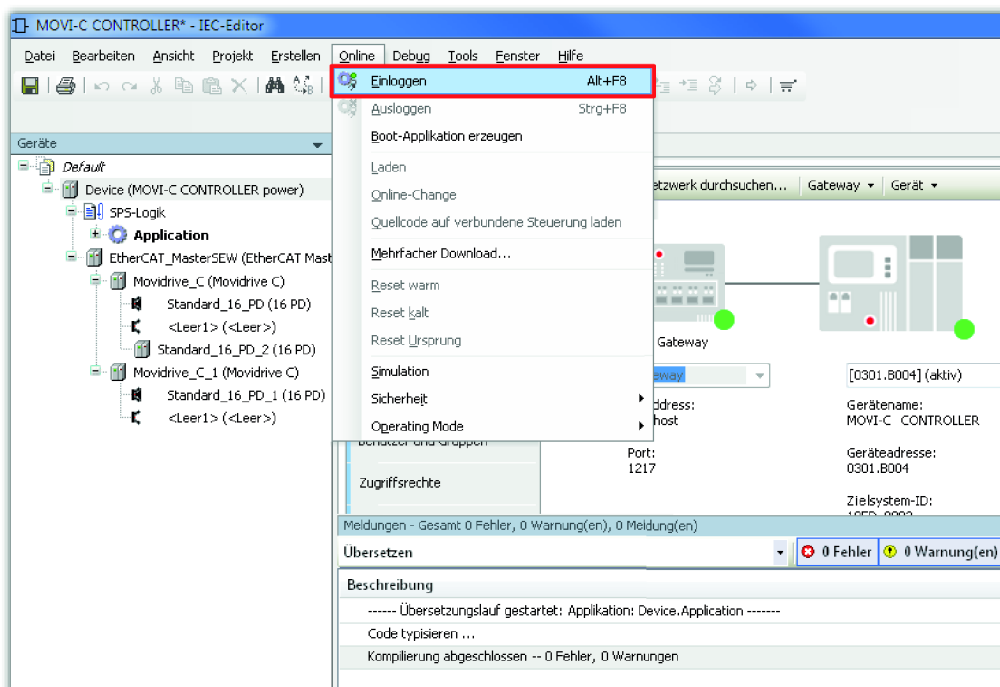 MOVI-C CONTROLLER* - IEC-Editor
Datei Bearbeiten Ansicht Projekt Erstellen Online Debug Tools Fenster Hilfe
Einloggen Alt+F8
Ausloggen Strg+F8
Boot-Applikation erzeugen
Laden
Online-Change
Quellcode auf verbundene Steuerung laden
Mehrfacher Download...
Reset warm
Reset kalt
Reset Ursprung
Simulation
Sicherheit
Operating Mode
Geräte
Default
Device (MOVI-C CONTROLLER power)
SPS-Logik
Application
EtherCAT_MasterSEW (EtherCAT Mast
Movidrive_C (Movidrive C)
Standard_16_PD (16 PD)
<Leer1> (<Leer>)
Standard_16_PD_2 (16 PD)
Movidrive_C_1 (Movidrive C)
Standard_16_PD_1 (16 PD)
<Leer1> (<Leer>)
etzwerk durchsuchen... Gateway Gerät
Gateway
eway
[0301.B004] (aktiv)
ddress:
host
Port:
1217
Gerätename:
MOVI-C CONTROLLER
Geräteadresse:
0301.B004
Zielsystem-ID:
Benutzer und Gruppen
Zugriffsrechte
Meldungen - Gesamt 0 Fehler, 0 Warnung(en), 0 Meldung(en)
Übersetzen 0 Fehler 0 Warnung(en)
Beschreibung
------ Übersetzungslauf gestartet: Applikation: Device.Application -------
Code typisieren ...
Kompilierung abgeschlossen -- 0 Fehler, 0 Warnungen